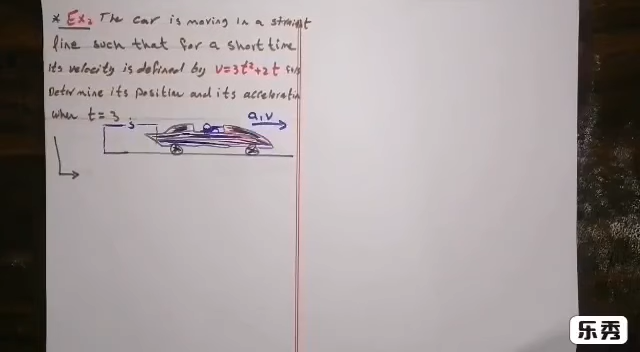 * Ex2 The car is moving in a straight
line such that for a short time
its velocity is defined by v=3t²+2t
Determine its position and its acceleration
when t=3
s
a,v
乐秀